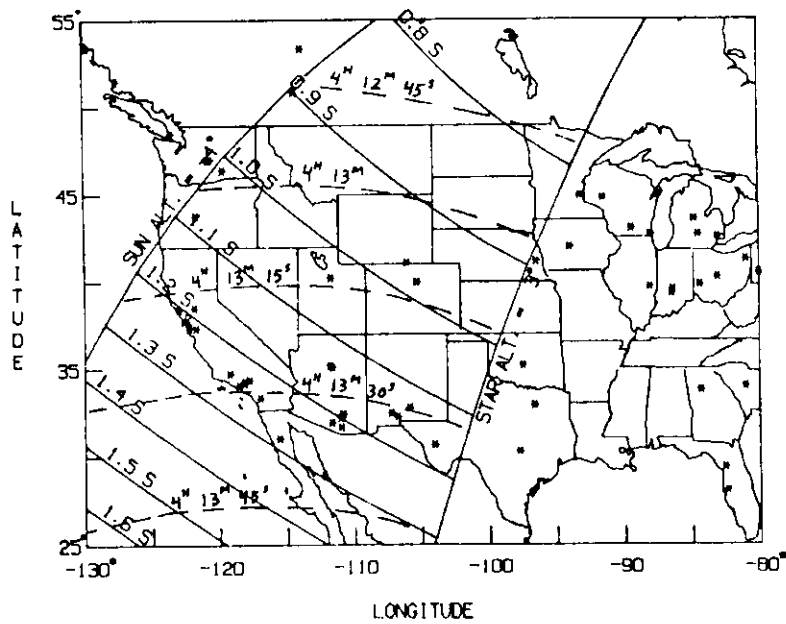 55°
45
35
25
LATITUDE
0.8 S
0.9 S
1.0 S
1.1 S
1.2 S
1.3 S
1.4 S
1.5 S
1.6 S
4ᴴ 12ᴹ 45ˢ
4ᴴ 13ᴹ
4ᴴ 13ᴹ 15ˢ
4ᴴ 13ᴹ 30ˢ
4ᴴ 13ᴹ 45ˢ
SUN ALT.
STAR ALT.
-130°
-120
-110
-100
-90
-80°
LONGITUDE